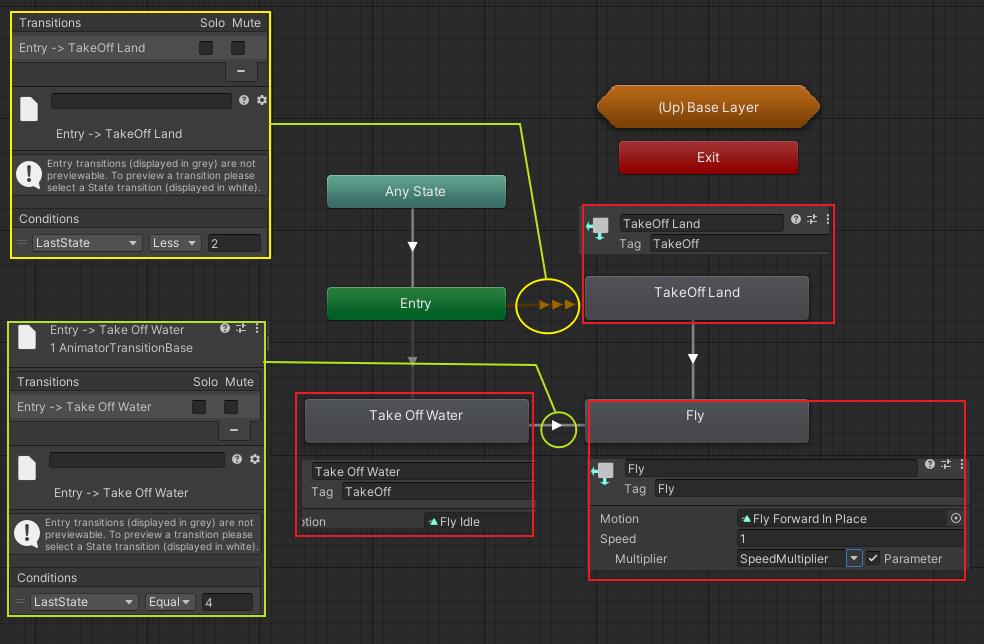 Transitions Solo Mute
Entry -> TakeOff Land
Entry -> TakeOff Land
Entry transitions (displayed in grey) are not
previewable. To preview a transition please
select a State transition (displayed in white).
Conditions
LastState Less 2
Entry -> Take Off Water
1 AnimatorTransitionBase
Transitions Solo Mute
Entry -> Take Off Water
Entry -> Take Off Water
Entry transitions (displayed in grey) are not
previewable. To preview a transition please
select a State transition (displayed in white).
Conditions
LastState Equal 4
Any State
Entry
Take Off Water
Take Off Water
Tag TakeOff
otion Fly Idle
(Up) Base Layer
Exit
TakeOff Land
Tag TakeOff
TakeOff Land
Fly
Fly
Tag Fly
Motion Fly Forward In Place
Speed 1
Multiplier SpeedMultiplier Parameter